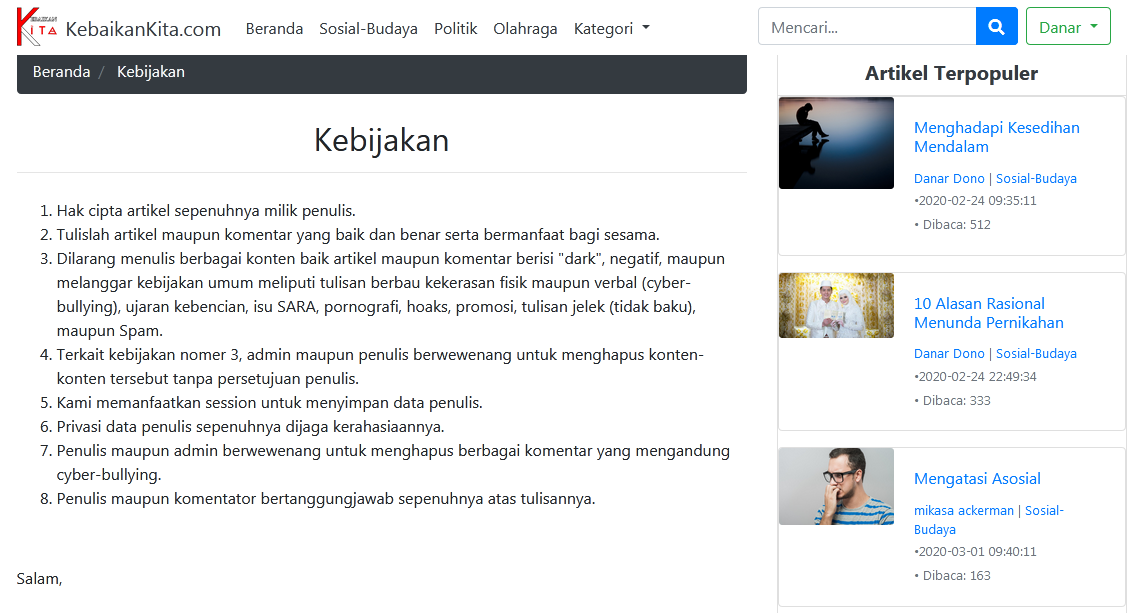 KEBAIKAN
KITA
KebaikanKita.com
Beranda Sosial-Budaya Politik Olahraga Kategori
Mencari...
Danar
Beranda / Kebijakan
Kebijakan
1. Hak cipta artikel sepenuhnya milik penulis.
2. Tulislah artikel maupun komentar yang baik dan benar serta bermanfaat bagi sesama.
3. Dilarang menulis berbagai konten baik artikel maupun komentar berisi "dark", negatif, maupun
melanggar kebijakan umum meliputi tulisan berbau kekerasan fisik maupun verbal (cyber-
bullying), ujaran kebencian, isu SARA, pornografi, hoaks, promosi, tulisan jelek (tidak baku),
maupun Spam.
4. Terkait kebijakan nomer 3, admin maupun penulis berwewenang untuk menghapus konten-
konten tersebut tanpa persetujuan penulis.
5. Kami memanfaatkan session untuk menyimpan data penulis.
6. Privasi data penulis sepenuhnya dijaga kerahasiaannya.
7. Penulis maupun admin berwewenang untuk menghapus berbagai komentar yang mengandung
cyber-bullying.
8. Penulis maupun komentator bertanggungjawab sepenuhnya atas tulisannya.
Salam,
Artikel Terpopuler
Menghadapi Kesedihan
Mendalam
Danar Dono | Sosial-Budaya
•2020-02-24 09:35:11
• Dibaca: 512
10 Alasan Rasional
Menunda Pernikahan
Danar Dono | Sosial-Budaya
•2020-02-24 22:49:34
• Dibaca: 333
Mengatasi Asosial
mikasa ackerman | Sosial-
Budaya
•2020-03-01 09:40:11
• Dibaca: 163